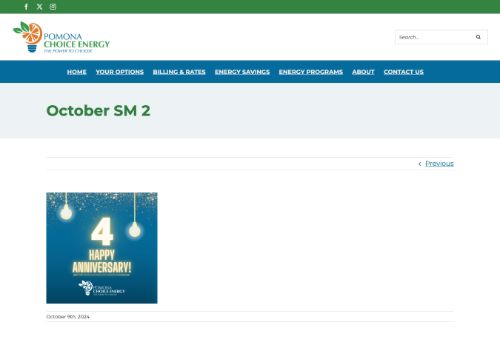 POMONA
CHOICE ENERGY
THE POWER TO CHOOSE
Search...
HOME YOUR OPTIONS BILLING & RATES ENERGY SAVINGS ENERGY PROGRAMS ABOUT CONTACT US
October SM 2
Previous
4
HAPPY
ANNIVERSARY!
POMONA
CHOICE ENERGY
October 9th, 2024